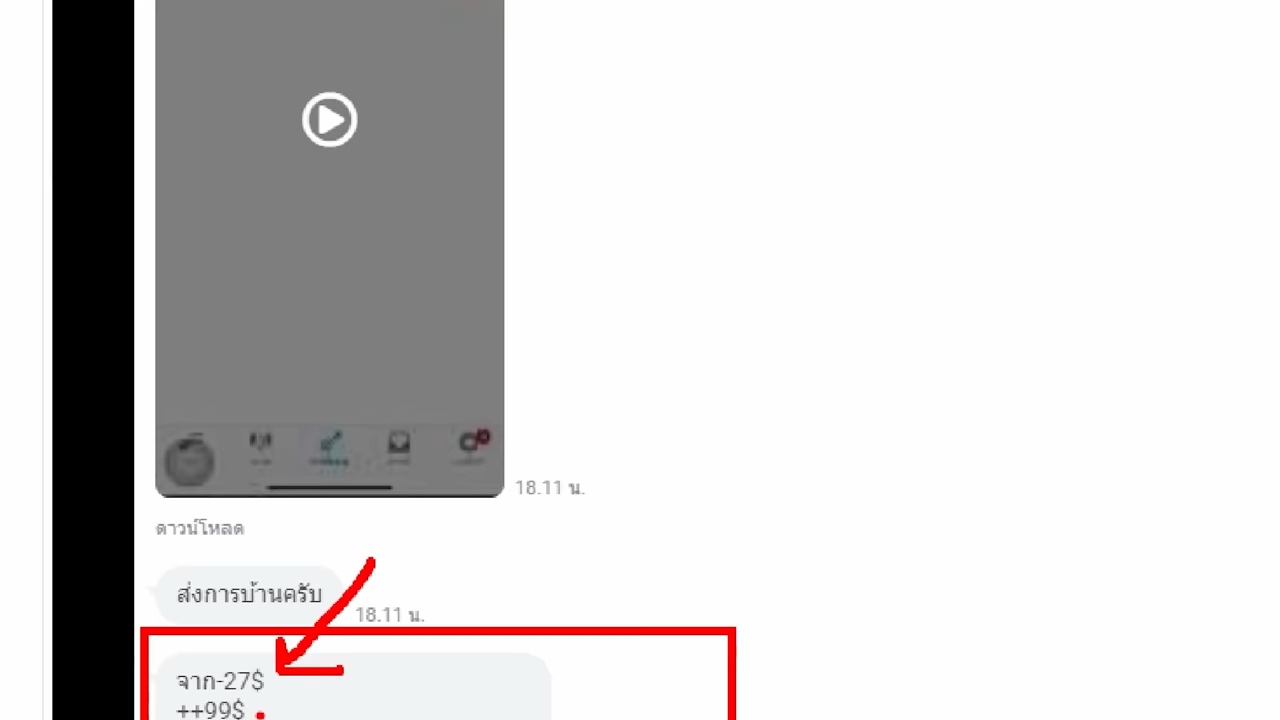 18.11 น.
ดาวน์โหลด
ส่งการบ้านครับ
18.11 น.
จาก-27$
++99$